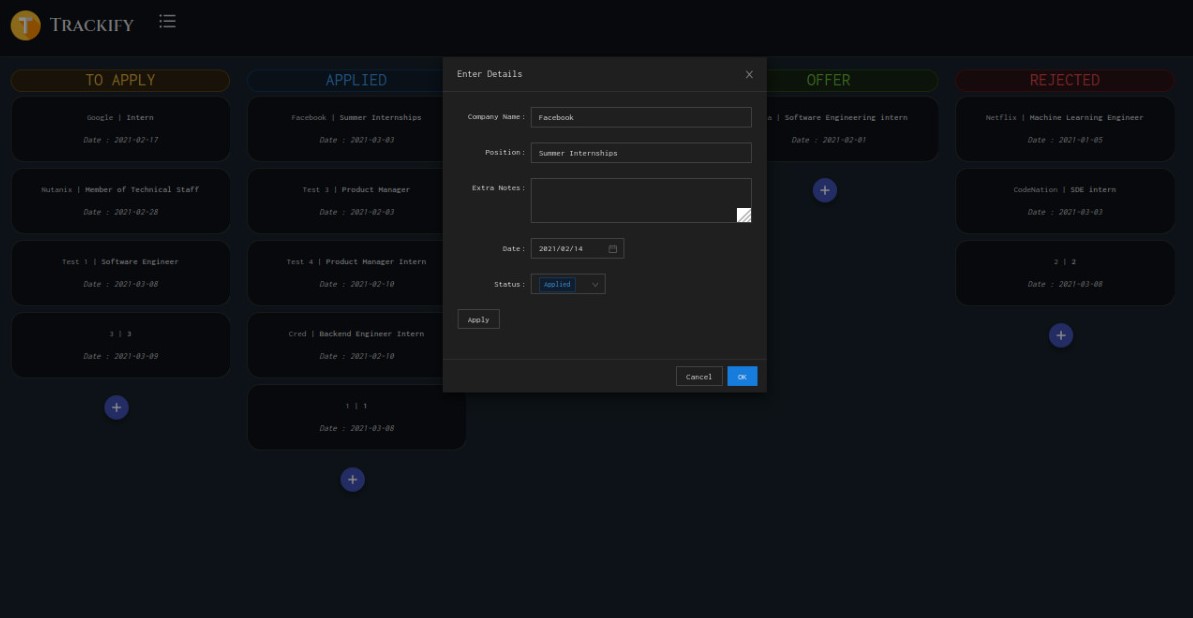 T TRACKIFY
TO APPLY
APPLIED
OFFER
REJECTED
Google | Intern
Date : 2021-02-17
Nutanix | Member of Technical Staff
Date : 2021-02-28
Test 1 | Software Engineer
Date : 2021-03-08
3 | 3
Date : 2021-03-09
+
Facebook | Summer Internships
Date : 2021-03-03
Test 3 | Product Manager
Date : 2021-02-03
Test 4 | Product Manager Intern
Date : 2021-02-10
Cred | Backend Engineer Intern
Date : 2021-02-10
1 | 1
Date : 2021-03-08
+
Enter Details
Company Name : Facebook
Position : Summer Internships
Extra Notes :
Date : 2021/02/14
Status : Applied
Apply
Cancel
OK
a | Software Engineering intern
Date : 2021-02-01
+
Netflix | Machine Learning Engineer
Date : 2021-01-05
CodeNation | SDE intern
Date : 2021-03-03
2 | 2
Date : 2021-03-08
+